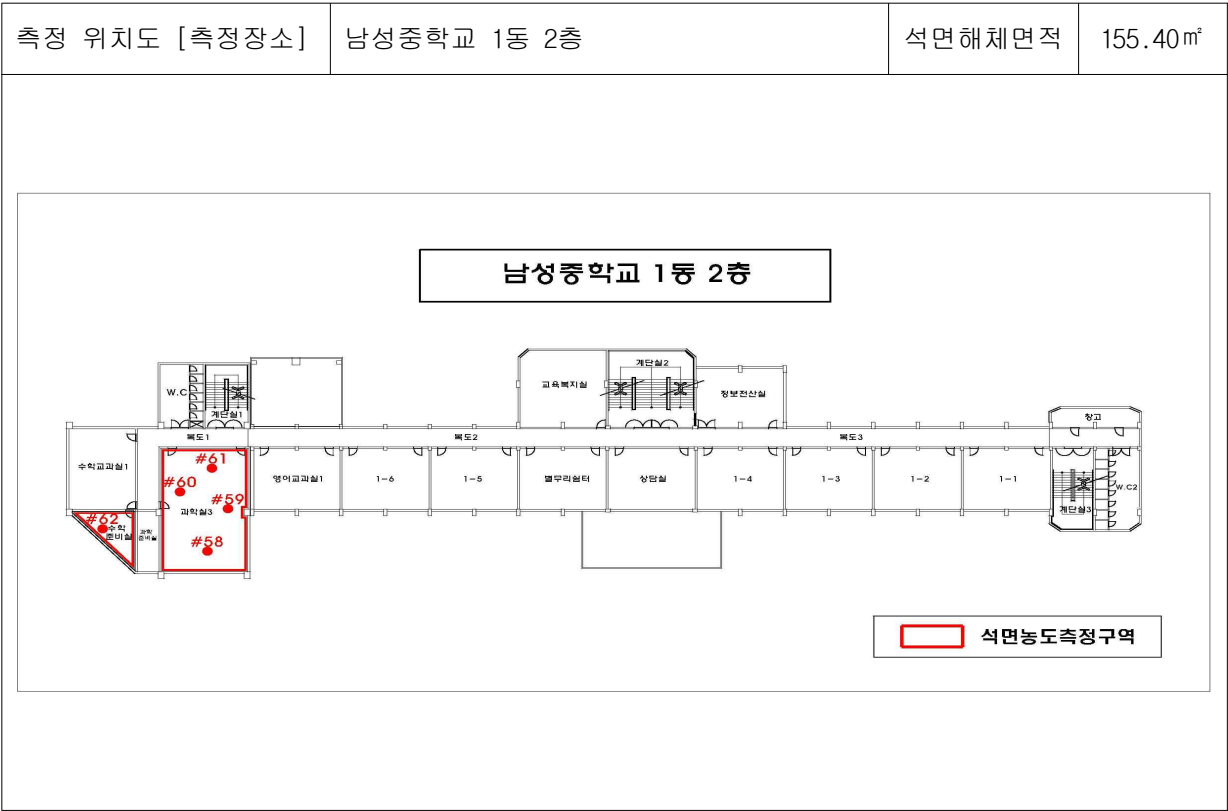 측정 위치도 [측정장소] 남성중학교 1동 2층 석면해체면적 155.40㎡
남성중학교 1동 2층
계단실2
교육복지실
W.C
정보전산실
계단실1
창고
복도1 복도2 복도3
#61
수학교과실1
영어교과실1 1-6 1-5 별무리쉼터 상담실 1-4 1-3 1-2 1-1
#60
W.C2
#59
과학실3
계단실3
#62
수학
준비실
과학
준비실
#58
석면농도측정구역